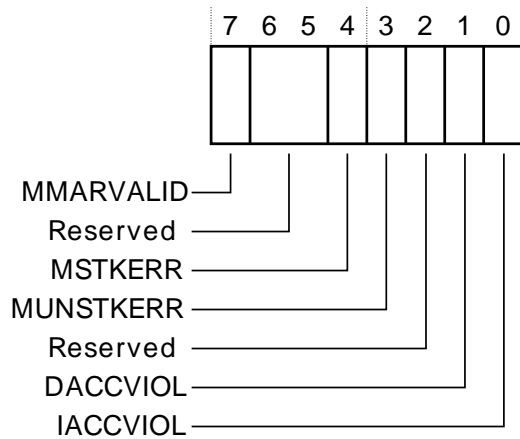 7 6 5 4 3 2 1 0
MMARVALID
Reserved
MSTKERR
MUNSTKERR
Reserved
DACCVIOL
IACCVIOL